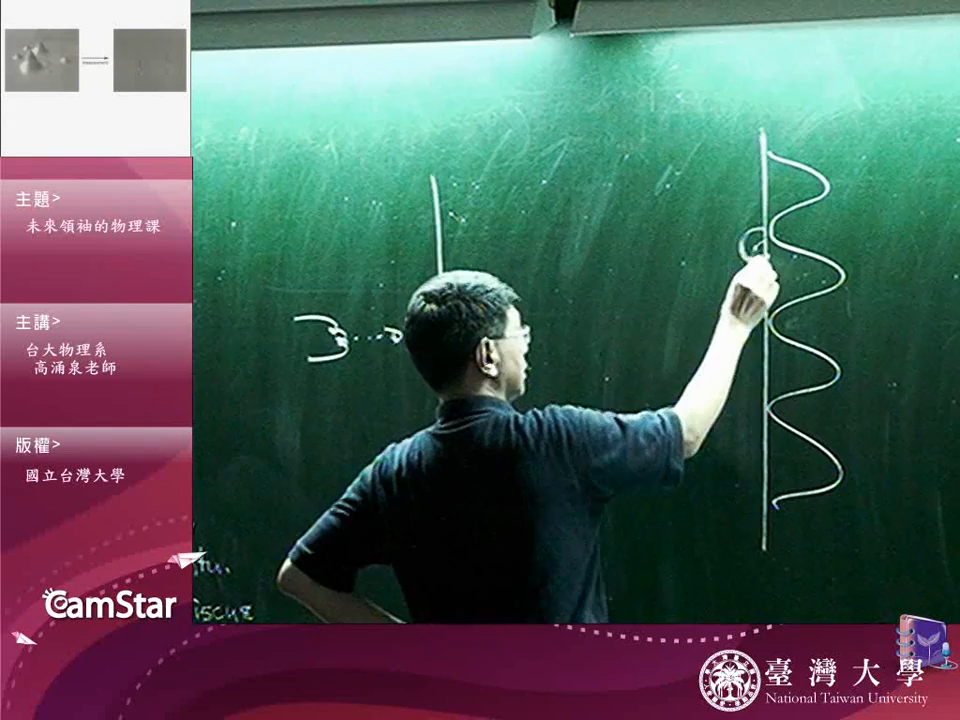 measurement
主題>
未來領袖的物理課
主講>
台大物理系
高涌泉老師
版權>
國立台灣大學
CamStar
臺灣大學
National Taiwan University